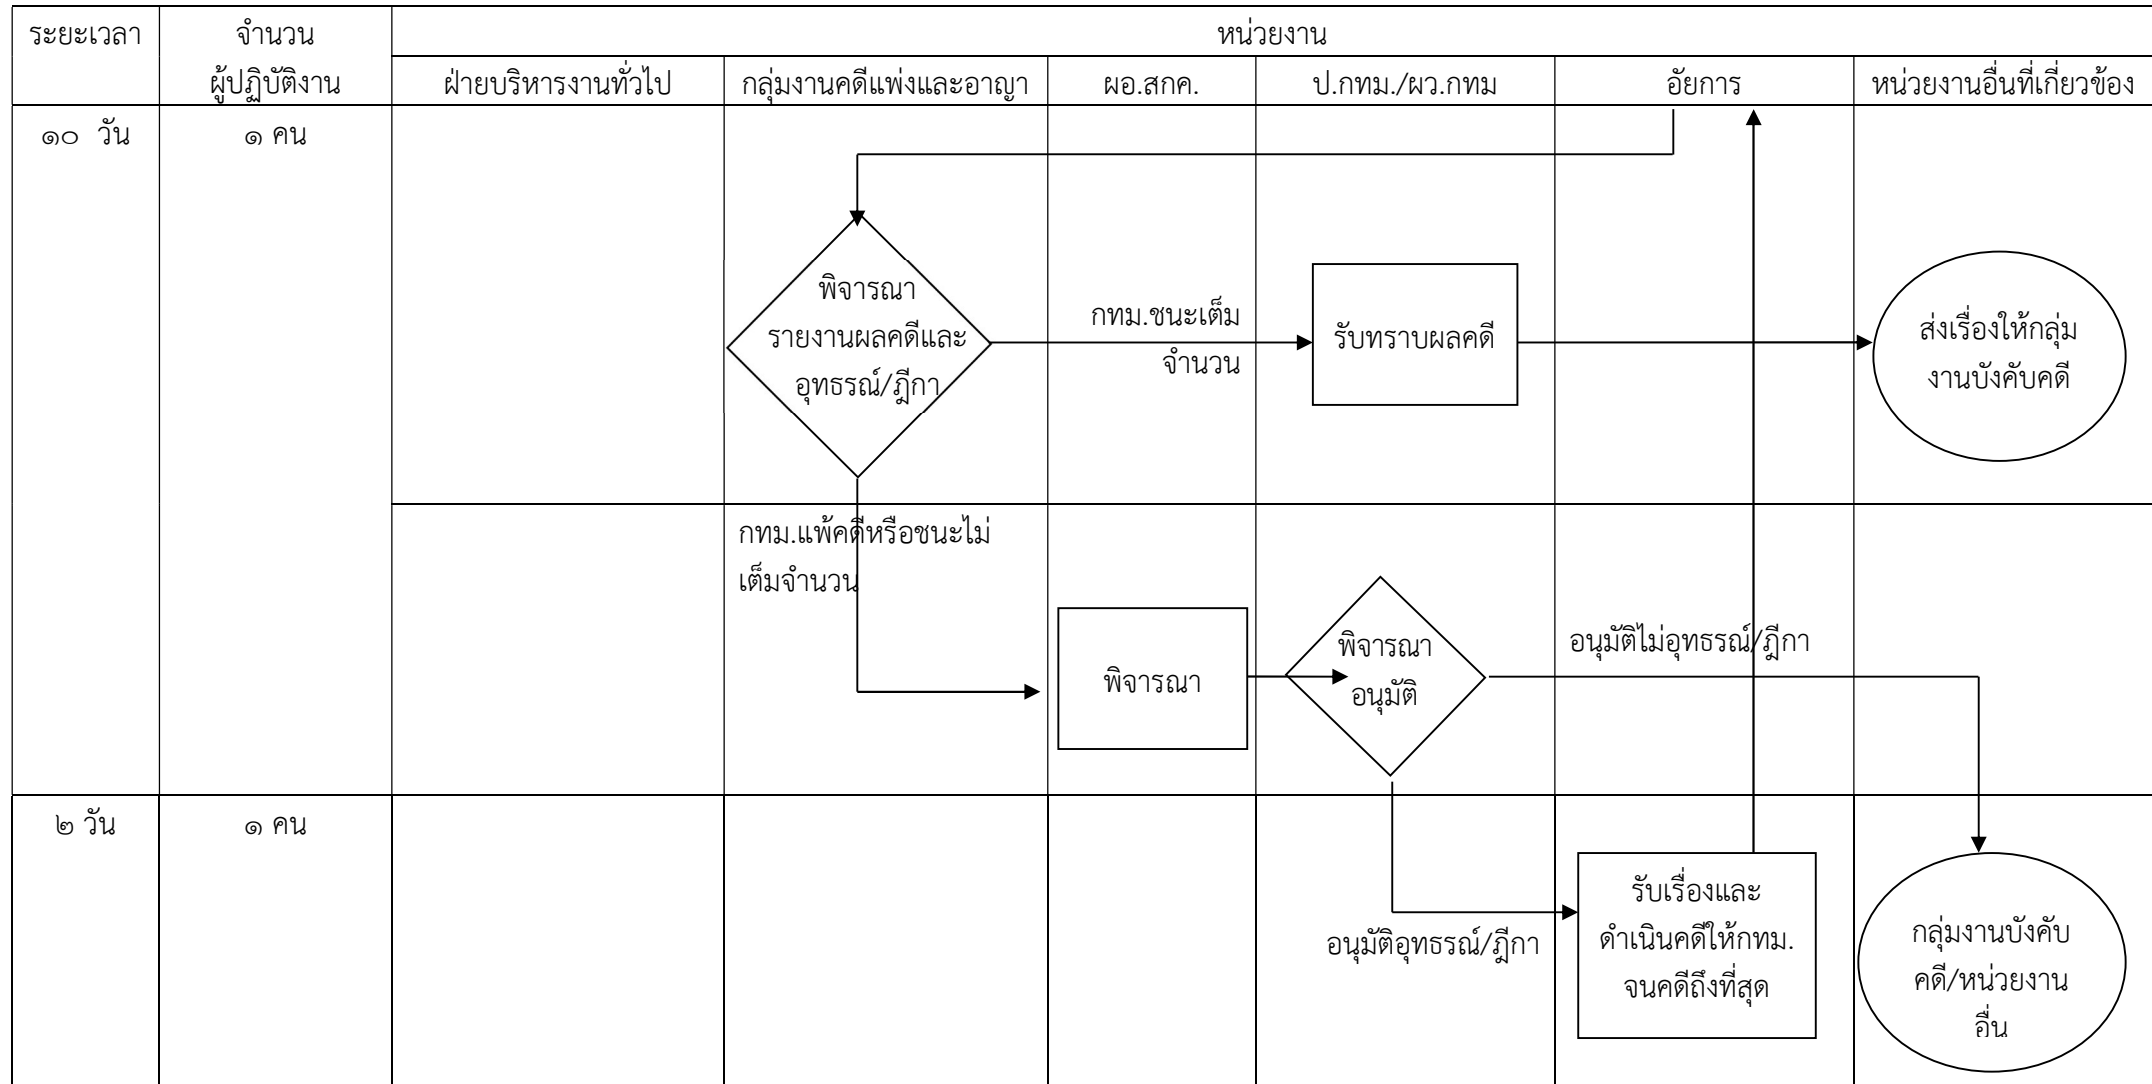 ระยะเวลา
จำนวน
ผู้ปฏิบัติงาน
หน่วยงาน
ฝ่ายบริหารงานทั่วไป
กลุ่มงานคดีแพ่งและอาญา
ผอ.สกค.
ป.กทม./ผว.กทม
อัยการ
หน่วยงานอื่นที่เกี่ยวข้อง
๑๐ วัน
๑ คน
พิจารณา
รายงานผลคดีและ
อุทธรณ์/ฎีกา
กทม.ชนะเต็ม
จำนวน
รับทราบผลคดี
ส่งเรื่องให้กลุ่ม
งานบังคับคดี
กทม.แพ้คดีหรือชนะไม่
เต็มจำนวน
พิจารณา
พิจารณา
อนุมัติ
อนุมัติไม่อุทธรณ์/ฎีกา
๒ วัน
๑ คน
อนุมัติอุทธรณ์/ฎีกา
รับเรื่องและ
ดำเนินคดีให้กทม.
จนคดีถึงที่สุด
กลุ่มงานบังคับ
คดี/หน่วยงาน
อื่น